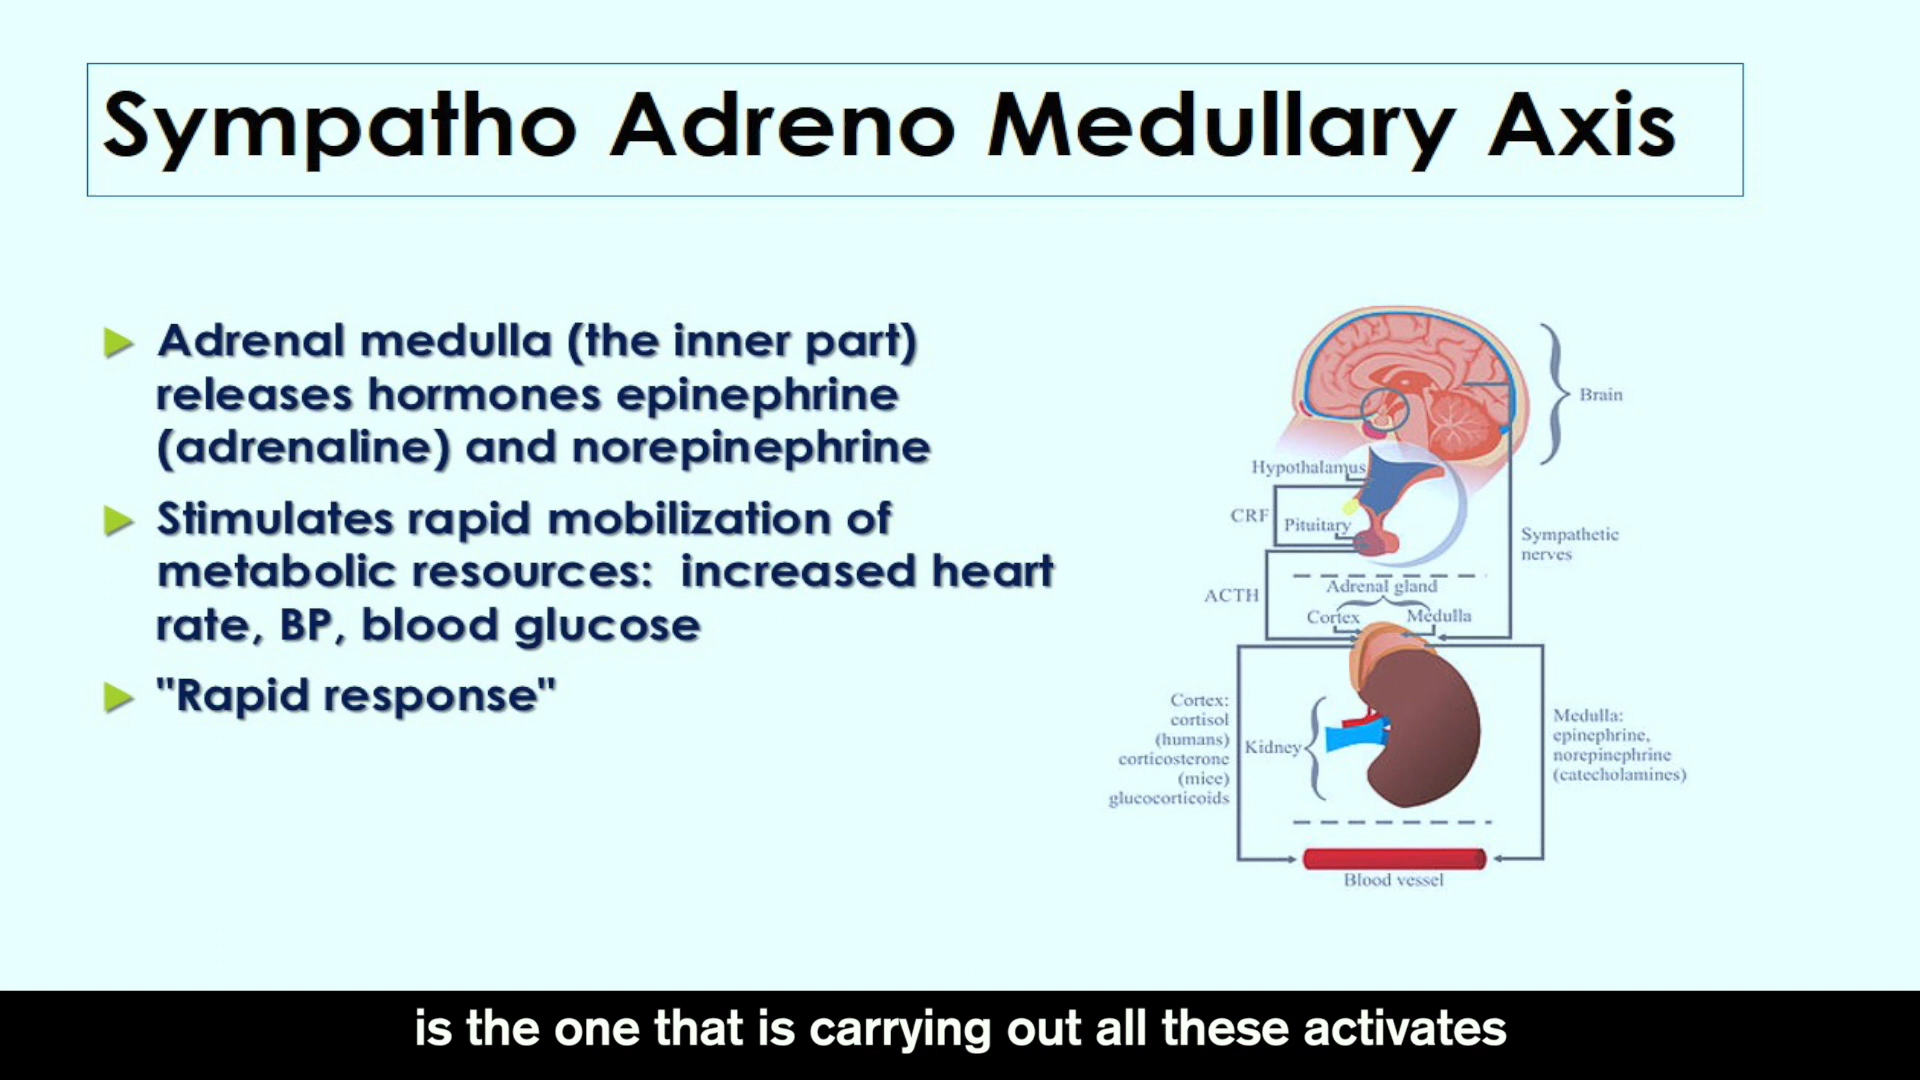 Sympatho Adreno Medullary Axis
Adrenal medulla (the inner part)
releases hormones epinephrine
(adrenaline) and norepinephrine
Stimulates rapid mobilization of
metabolic resources: increased heart
rate, BP, blood glucose
"Rapid response"
Brain
Hypothalamus
CRF
Pituitary
Sympathetic
nerves
Adrenal gland
ACTH
Cortex
Medulla
Cortex:
cortisol
(humans)
corticosterone
(mice)
glucocorticoids
Kidney
Medulla:
epinephrine,
norepinephrine
(catecholamines)
Blood vessel
is the one that is carrying out all these activates